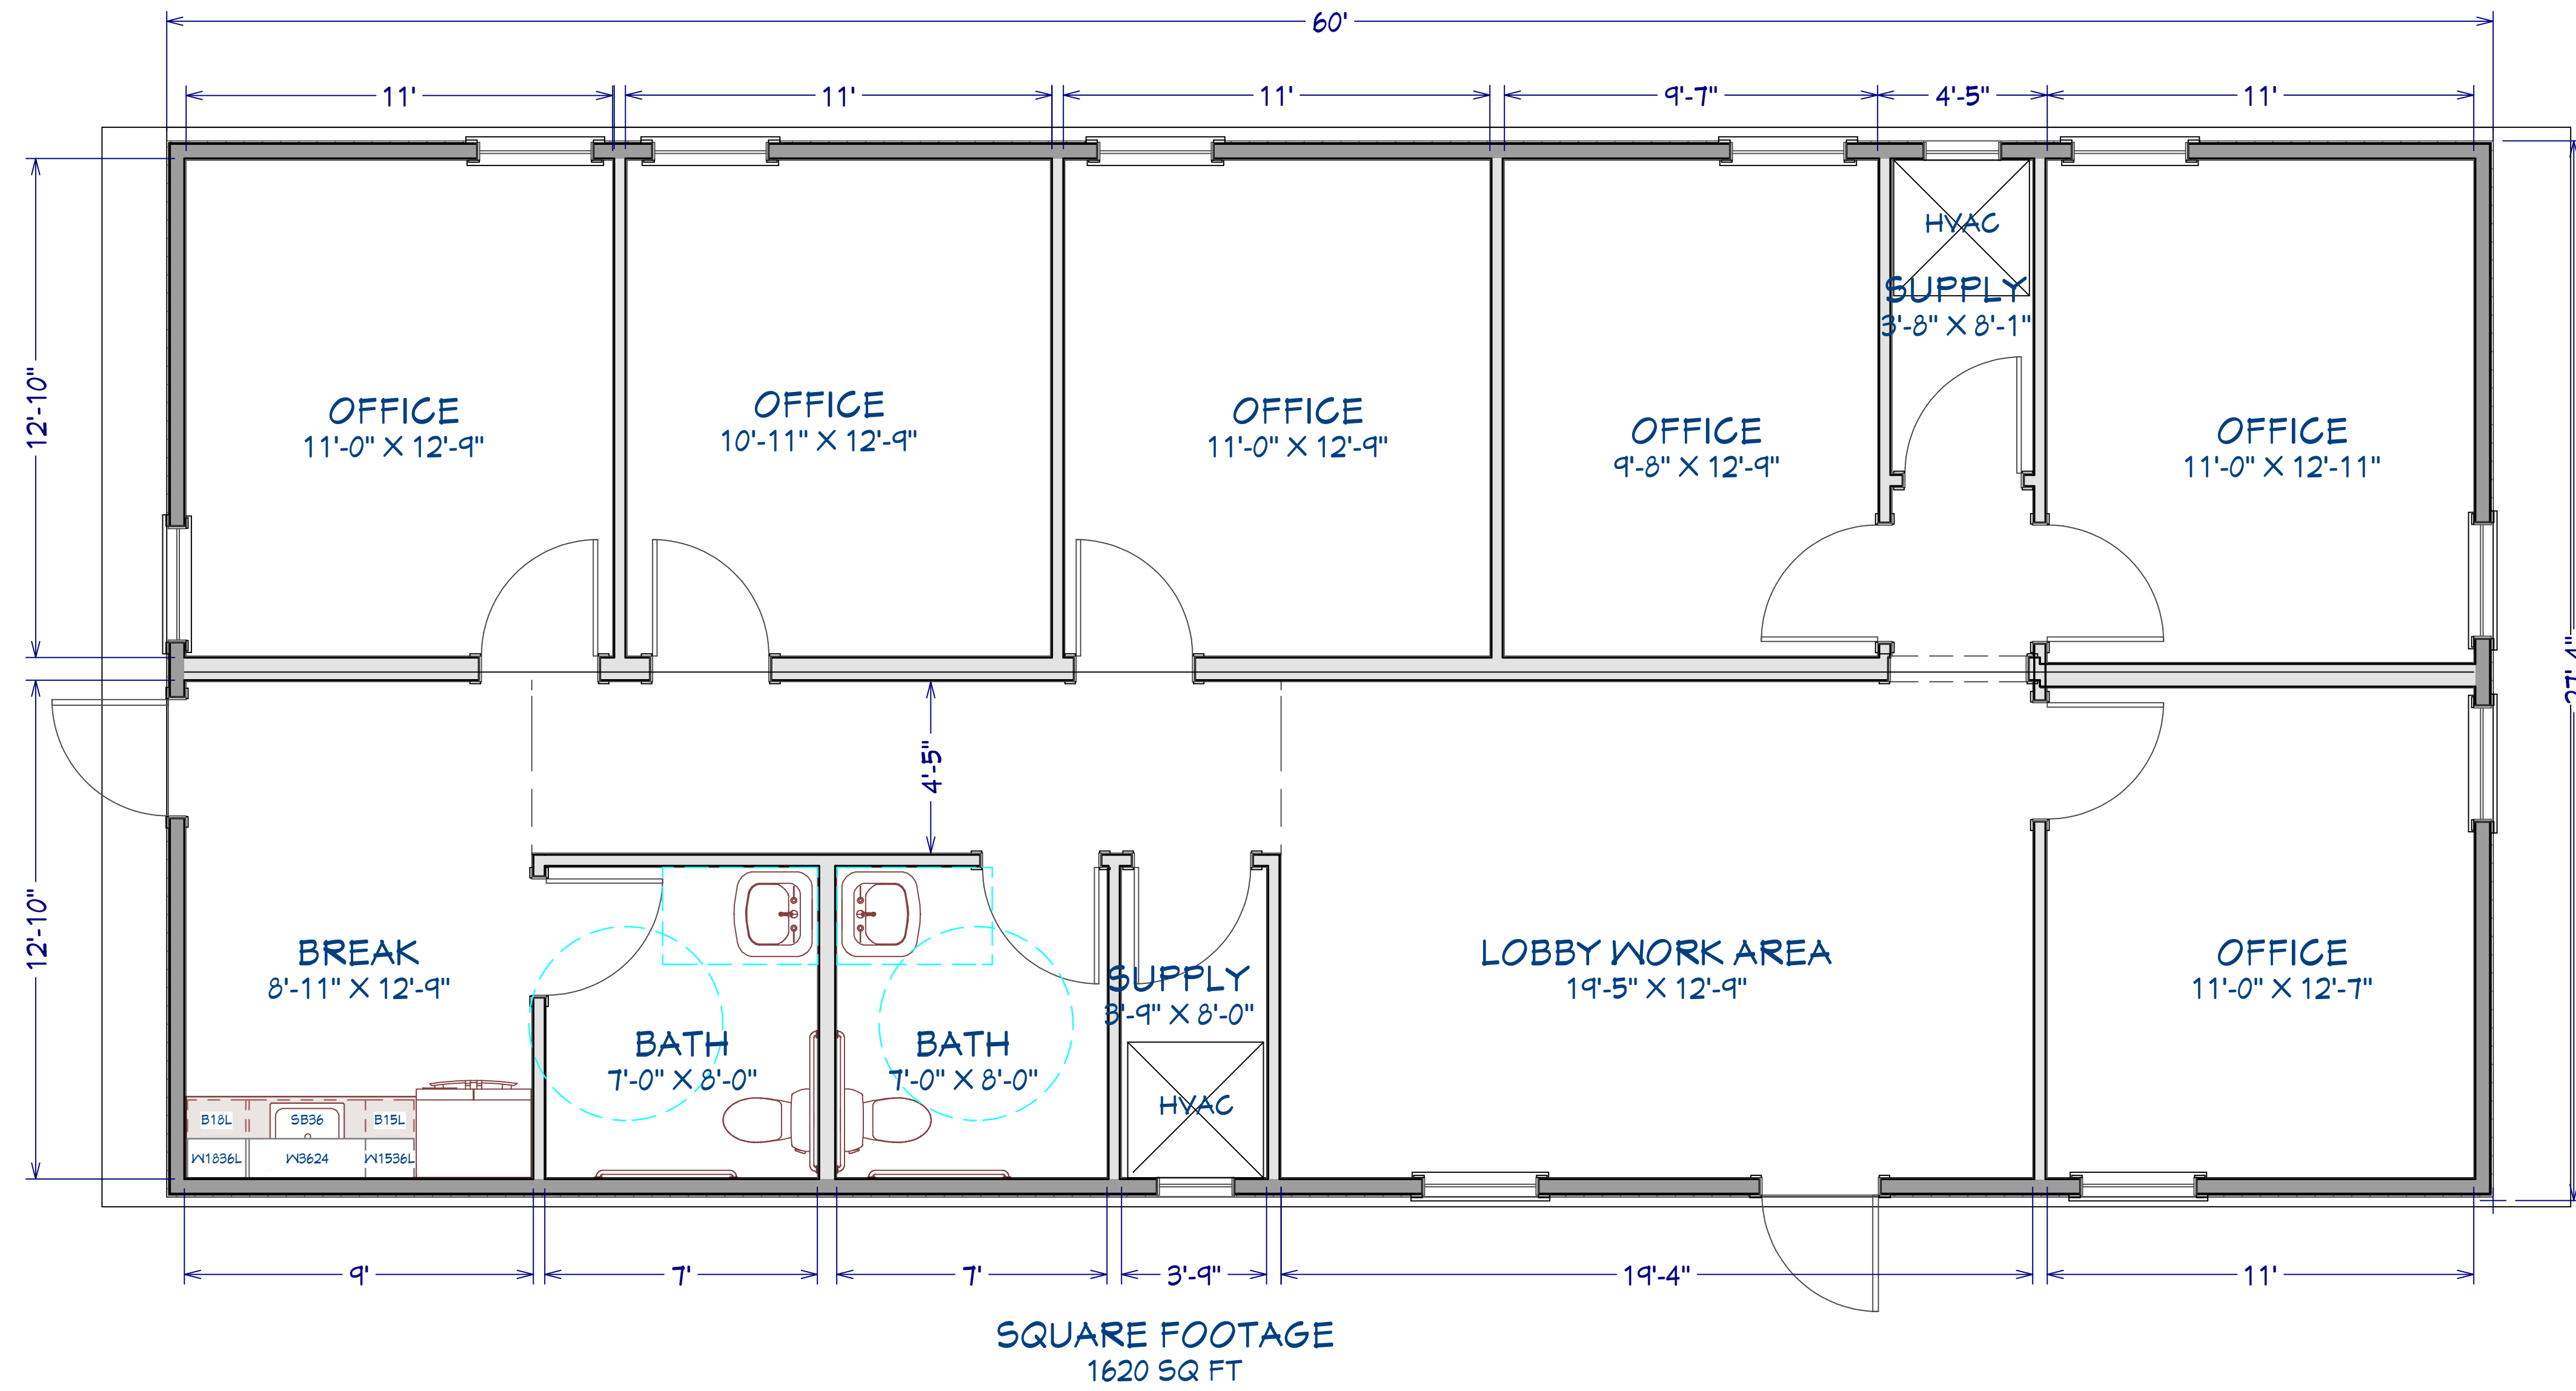 60'
11'
11'
11'
9'-7"
4'-5"
11'
HVAC
SUPPLY
3'-8" X 8'-1"
12'-10"
OFFICE
11'-0" X 12'-9"
OFFICE
10'-11" X 12'-9"
OFFICE
11'-0" X 12'-9"
OFFICE
9'-8" X 12'-9"
OFFICE
11'-0" X 12'-11"
27'-4"
4'-5"
12'-10"
BREAK
8'-11" X 12'-9"
SUPPLY
3'-9" X 8'-0"
LOBBY WORK AREA
19'-5" X 12'-9"
OFFICE
11'-0" X 12'-7"
BATH
7'-0" X 8'-0"
BATH
7'-0" X 8'-0"
HVAC
B18L
SB36
B15L
W1836L
W3624
W1536L
9'
7'
7'
3'-9"
19'-4"
11'
SQUARE FOOTAGE
1620 SQ FT